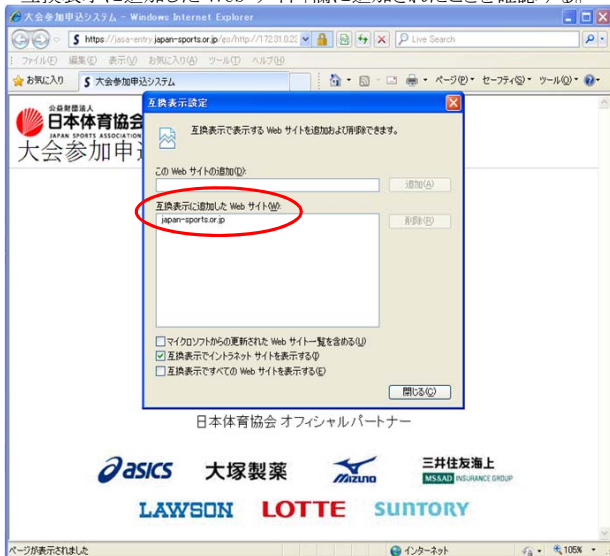 互換表示に追加した Web サイト」欄に追加されたことを確認する。
大会参加申込システム - Windows Internet Explorer
https://jasa-entry.japan-sports.or.jp/eo/http/17231.0.23
Live Search
ファイル(F) 編集(E) 表示(V) お気に入り(A) ツール(T) ヘルプ(H)
お気に入り
大会参加申込システム
ページ(P) セーフティ(S) ツール(O)
公益財団法人
日本体育協会
JAPAN SPORTS ASSOCIATION
大会参加申
互換表示設定
互換表示で表示する Web サイトを追加および削除できます。
この Web サイトの追加(D):
追加(A)
互換表示に追加した Web サイト(W):
japan-sports.or.jp
削除(R)
マイクロソフトからの更新された Web サイト一覧を含める(U)
互換表示でイントラネット サイトを表示する(I)
互換表示ですべての Web サイトを表示する(E)
閉じる(C)
日本体育協会 オフィシャルパートナー
asics 大塚製薬 MIZUNO 三井住友海上
MS&AD INSURANCE GROUP
LAWSON LOTTE SUNTORY
ページが表示されました
インターネット
105%